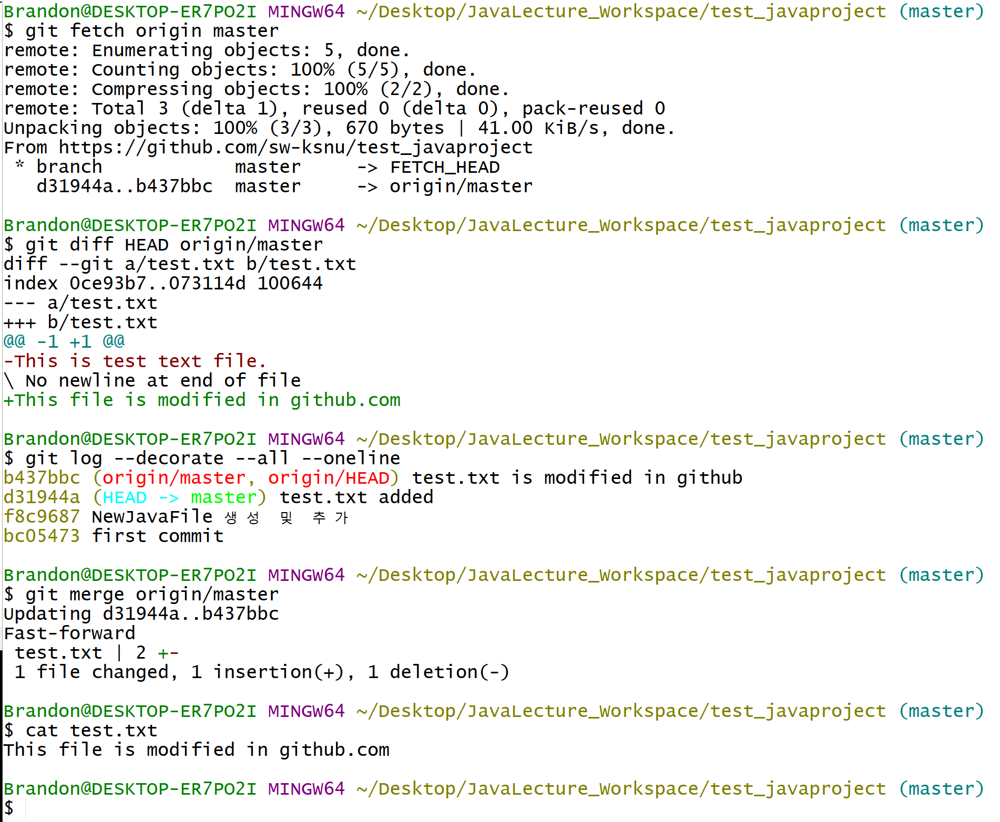 Brandon@DESKTOP-ER7PO2I MINGW64 ~/Desktop/JavaLecture_Workspace/test_javaproject (master)
$ git fetch origin master
remote: Enumerating objects: 5, done.
remote: Counting objects: 100% (5/5), done.
remote: Compressing objects: 100% (2/2), done.
remote: Total 3 (delta 1), reused 0 (delta 0), pack-reused 0
Unpacking objects: 100% (3/3), 670 bytes | 41.00 KiB/s, done.
From https://github.com/sw-ksnu/test_javaproject
 * branch            master     -> FETCH_HEAD
   d31944a..b437bbc  master     -> origin/master

Brandon@DESKTOP-ER7PO2I MINGW64 ~/Desktop/JavaLecture_Workspace/test_javaproject (master)
$ git diff HEAD origin/master
diff --git a/test.txt b/test.txt
index 0ce93b7..073114d 100644
--- a/test.txt
+++ b/test.txt
@@ -1 +1 @@
-This is test text file.
\ No newline at end of file
+This file is modified in github.com

Brandon@DESKTOP-ER7PO2I MINGW64 ~/Desktop/JavaLecture_Workspace/test_javaproject (master)
$ git log --decorate --all --oneline
b437bbc (origin/master, origin/HEAD) test.txt is modified in github
d31944a (HEAD -> master) test.txt added
f8c9687 NewJavaFile 생성 및 추가
bc05473 first commit

Brandon@DESKTOP-ER7PO2I MINGW64 ~/Desktop/JavaLecture_Workspace/test_javaproject (master)
$ git merge origin/master
Updating d31944a..b437bbc
Fast-forward
 test.txt | 2 +-
 1 file changed, 1 insertion(+), 1 deletion(-)

Brandon@DESKTOP-ER7PO2I MINGW64 ~/Desktop/JavaLecture_Workspace/test_javaproject (master)
$ cat test.txt
This file is modified in github.com

Brandon@DESKTOP-ER7PO2I MINGW64 ~/Desktop/JavaLecture_Workspace/test_javaproject (master)
$